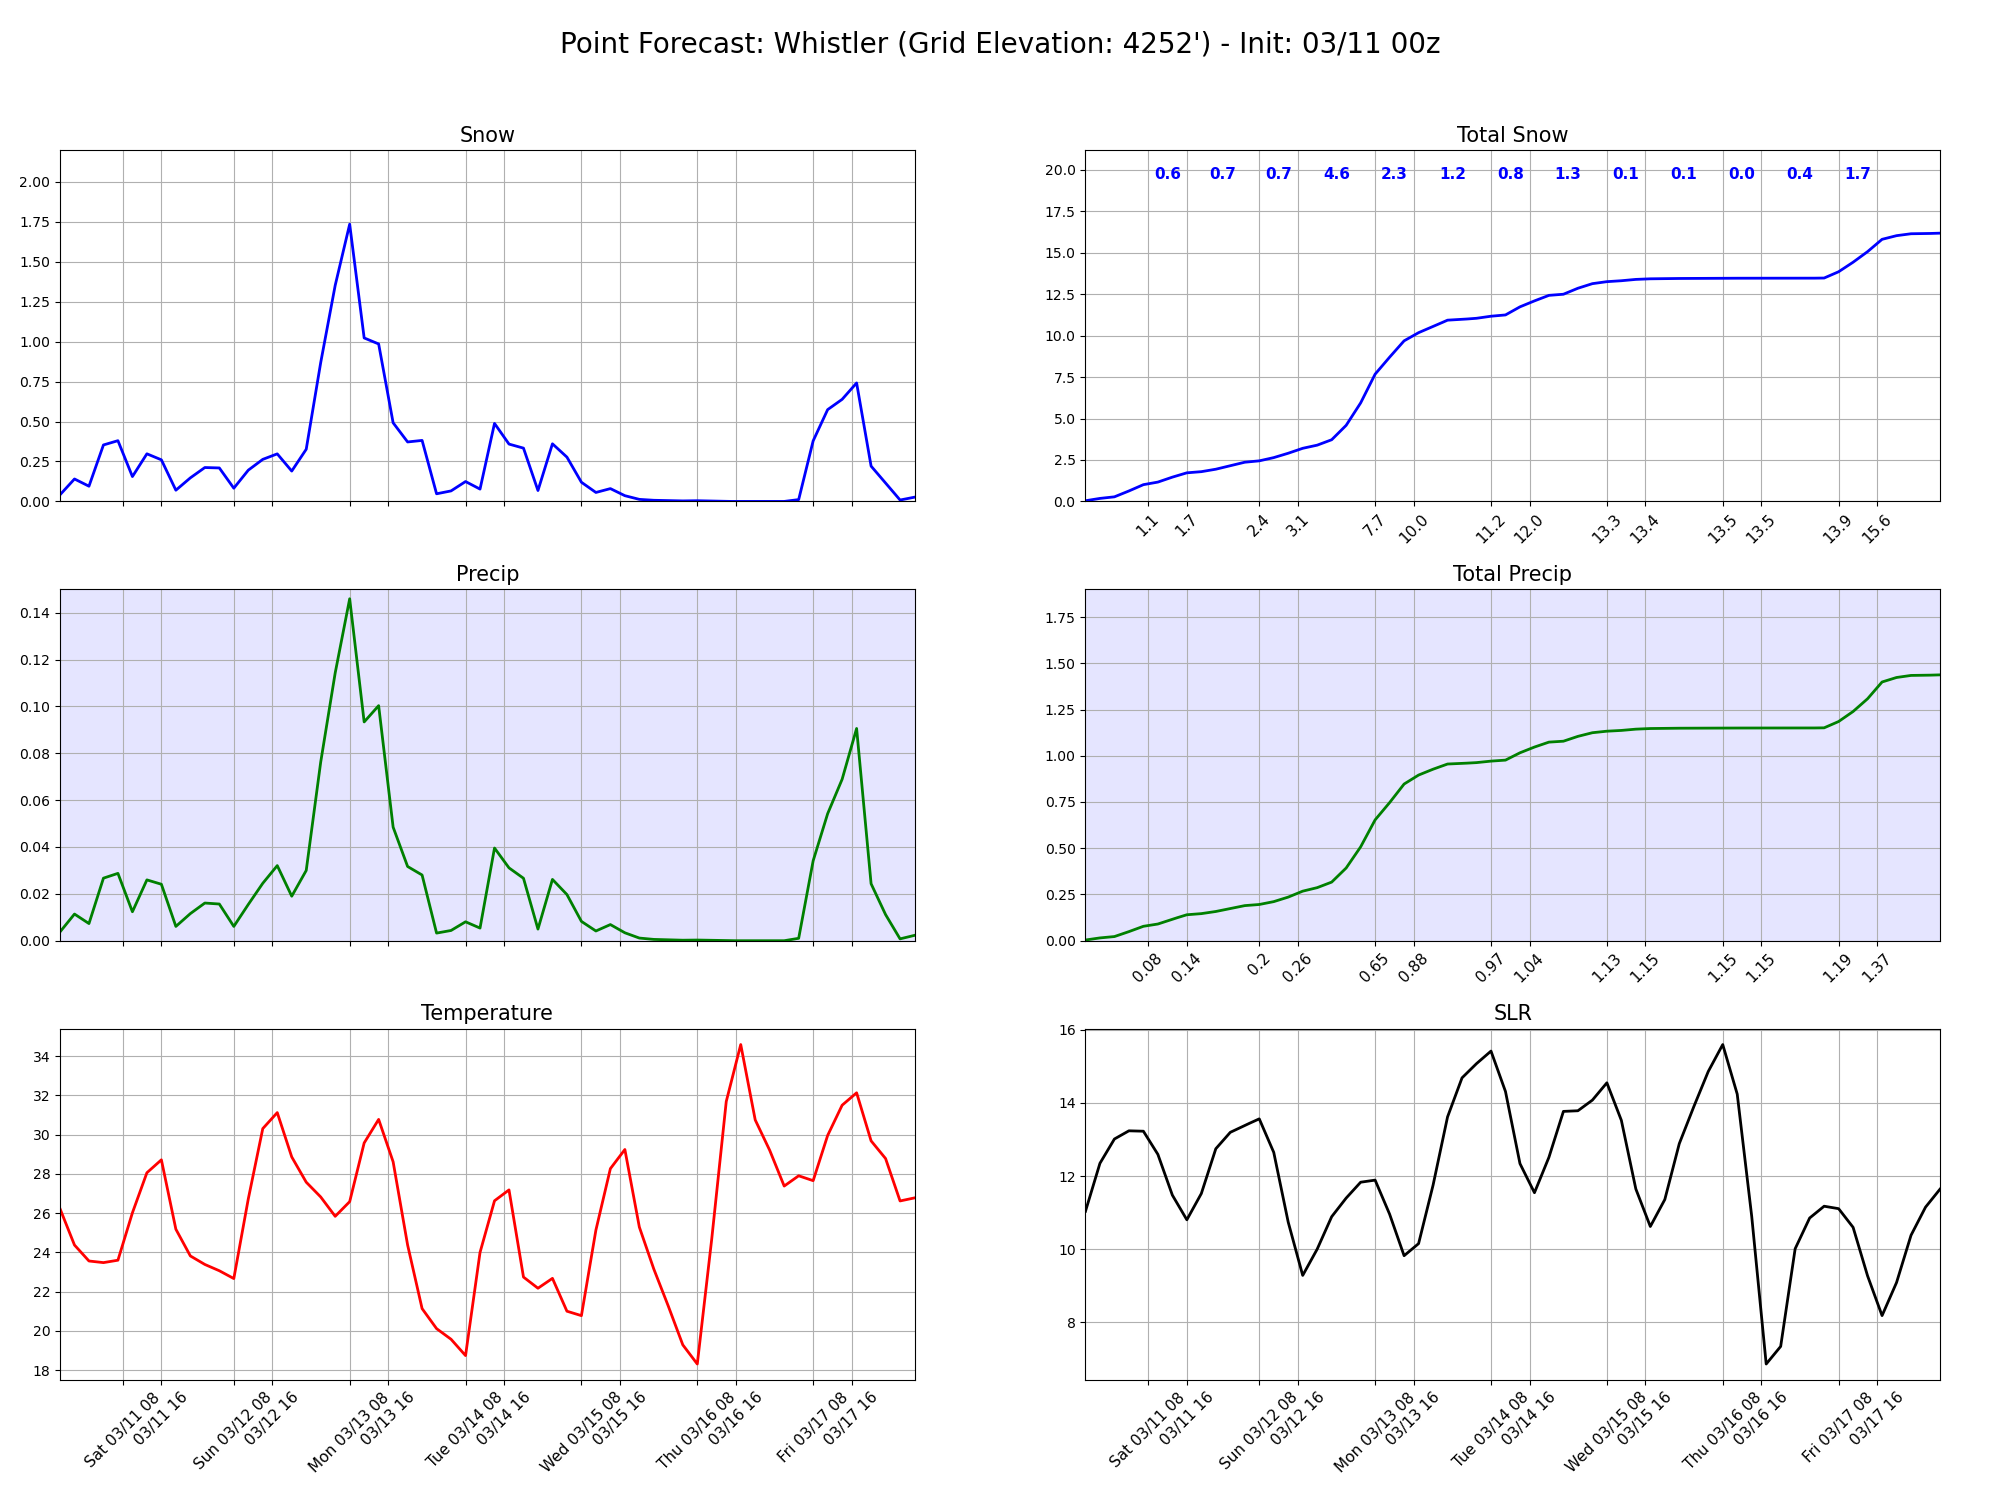 Point Forecast: Whistler (Grid Elevation: 4252') - Init: 03/11 00z
Snow
2.00
1.75
1.50
1.25
1.00
0.75
0.50
0.25
0.00
Total Snow
20.0
17.5
15.0
12.5
10.0
7.5
5.0
2.5
0.0
0.6 0.7 0.7 4.6 2.3 1.2 0.8 1.3 0.1 0.1 0.0 0.4 1.7
1.1 1.7 2.4 3.1 7.7 10.0 11.2 12.0 13.3 13.4 13.5 13.5 13.9 15.6
Precip
0.14
0.12
0.10
0.08
0.06
0.04
0.02
0.00
Total Precip
1.75
1.50
1.25
1.00
0.75
0.50
0.25
0.00
0.08 0.14 0.2 0.26 0.65 0.88 0.97 1.04 1.13 1.15 1.15 1.15 1.19 1.37
Temperature
34
32
30
28
26
24
22
20
18
Sat 03/11 08
03/11 16
Sun 03/12 08
03/12 16
Mon 03/13 08
03/13 16
Tue 03/14 08
03/14 16
Wed 03/15 08
03/15 16
Thu 03/16 08
03/16 16
Fri 03/17 08
03/17 16
SLR
16
14
12
10
8
Sat 03/11 08
03/11 16
Sun 03/12 08
03/12 16
Mon 03/13 08
03/13 16
Tue 03/14 08
03/14 16
Wed 03/15 08
03/15 16
Thu 03/16 08
03/16 16
Fri 03/17 08
03/17 16